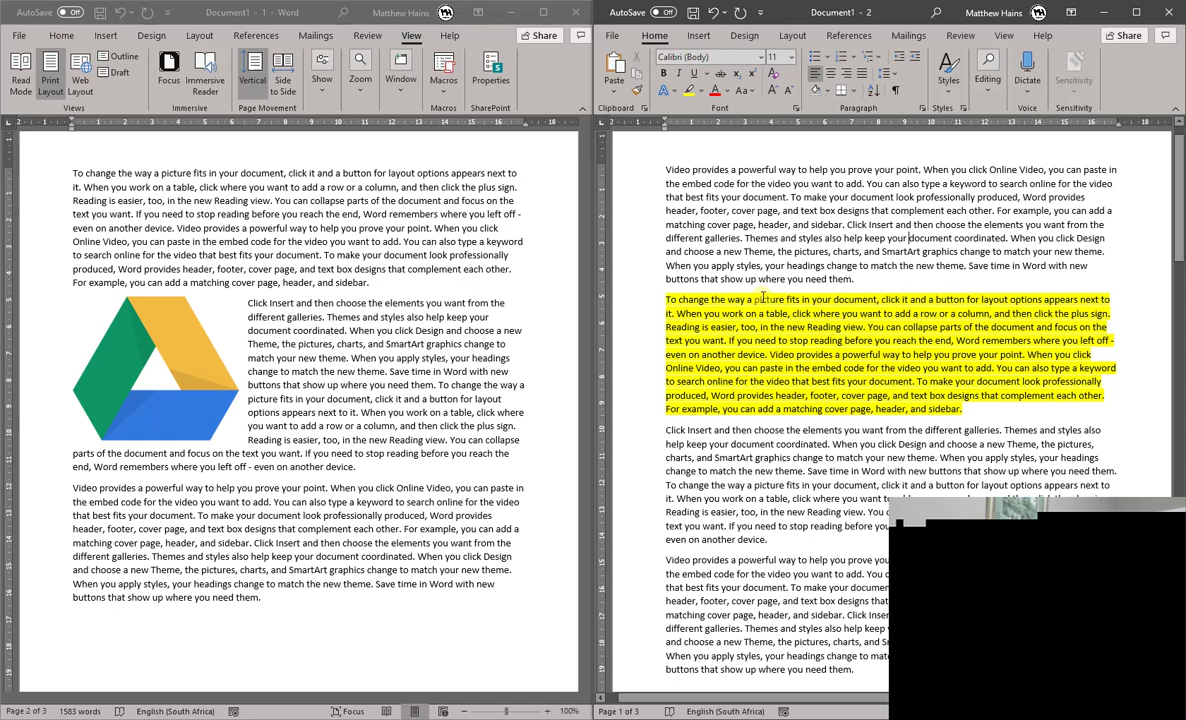 AutoSave Off Document1 - 1 - Word Matthew Hains
File Home Insert Design Layout References Mailings Review View Help Share
Read Mode Print Layout Web Layout Outline Draft Focus Immersive Reader Vertical Side to Side Show Zoom Window Macros Properties
Views Immersive Page Movement Macros SharePoint
To change the way a picture fits in your document, click it and a button for layout options appears next to
it. When you work on a table, click where you want to add a row or a column, and then click the plus sign.
Reading is easier, too, in the new Reading view. You can collapse parts of the document and focus on the
text you want. If you need to stop reading before you reach the end, Word remembers where you left off -
even on another device. Video provides a powerful way to help you prove your point. When you click
Online Video, you can paste in the embed code for the video you want to add. You can also type a keyword
to search online for the video that best fits your document. To make your document look professionally
produced, Word provides header, footer, cover page, and text box designs that complement each other.
For example, you can add a matching cover page, header, and sidebar.
Click Insert and then choose the elements you want from the
different galleries. Themes and styles also help keep your
document coordinated. When you click Design and choose a new
Theme, the pictures, charts, and SmartArt graphics change to
match your new theme. When you apply styles, your headings
change to match the new theme. Save time in Word with new
buttons that show up where you need them. To change the way a
picture fits in your document, click it and a button for layout
options appears next to it. When you work on a table, click where
you want to add a row or a column, and then click the plus sign.
Reading is easier, too, in the new Reading view. You can collapse
parts of the document and focus on the text you want. If you need to stop reading before you reach the
end, Word remembers where you left off - even on another device.
Video provides a powerful way to help you prove your point. When you click Online Video, you can paste in
the embed code for the video you want to add. You can also type a keyword to search online for the video
that best fits your document. To make your document look professionally produced, Word provides
header, footer, cover page, and text box designs that complement each other. For example, you can add a
matching cover page, header, and sidebar. Click Insert and then choose the elements you want from the
different galleries. Themes and styles also help keep your document coordinated. When you click Design
and choose a new Theme, the pictures, charts, and SmartArt graphics change to match your new theme.
When you apply styles, your headings change to match the new theme. Save time in Word with new
buttons that show up where you need them.
Page 2 of 3 1583 words English (South Africa) Focus 100%
AutoSave Off Document1 - 2 Matthew Hains
File Home Insert Design Layout References Mailings Review View Help Share
Paste Calibri (Body) 11 Styles Editing Dictate Sensitivity
Clipboard Font Paragraph Styles Voice Sensitivity
Video provides a powerful way to help you prove your point. When you click Online Video, you can paste in
the embed code for the video you want to add. You can also type a keyword to search online for the video
that best fits your document. To make your document look professionally produced, Word provides
header, footer, cover page, and text box designs that complement each other. For example, you can add a
matching cover page, header, and sidebar. Click Insert and then choose the elements you want from the
different galleries. Themes and styles also help keep your document coordinated. When you click Design
and choose a new Theme, the pictures, charts, and SmartArt graphics change to match your new theme.
When you apply styles, your headings change to match the new theme. Save time in Word with new
buttons that show up where you need them.
To change the way a picture fits in your document, click it and a button for layout options appears next to
it. When you work on a table, click where you want to add a row or a column, and then click the plus sign.
Reading is easier, too, in the new Reading view. You can collapse parts of the document and focus on the
text you want. If you need to stop reading before you reach the end, Word remembers where you left off -
even on another device. Video provides a powerful way to help you prove your point. When you click
Online Video, you can paste in the embed code for the video you want to add. You can also type a keyword
to search online for the video that best fits your document. To make your document look professionally
produced, Word provides header, footer, cover page, and text box designs that complement each other.
For example, you can add a matching cover page, header, and sidebar.
Click Insert and then choose the elements you want from the different galleries. Themes and styles also
help keep your document coordinated. When you click Design and choose a new Theme, the pictures,
charts, and SmartArt graphics change to match your new theme. When you apply styles, your headings
change to match the new theme. Save time in Word with new buttons that show up where you need them.
To change the way a picture fits in your document, click it and a button for layout options appears next to
it. When you work on a table, click where you want to
Reading is easier, too, in the new Reading view. You c
text you want. If you need to stop reading before you
even on another device.
Video provides a powerful way to help you prove you
the embed code for the video you want to add. You c
that best fits your document. To make your documen
header, footer, cover page, and text box designs that
matching cover page, header, and sidebar. Click Inser
different galleries. Themes and styles also help keep y
and choose a new Theme, the pictures, charts, and Sm
When you apply styles, your headings change to mat
buttons that show up where you need them.
Page 1 of 3 English (South Africa)